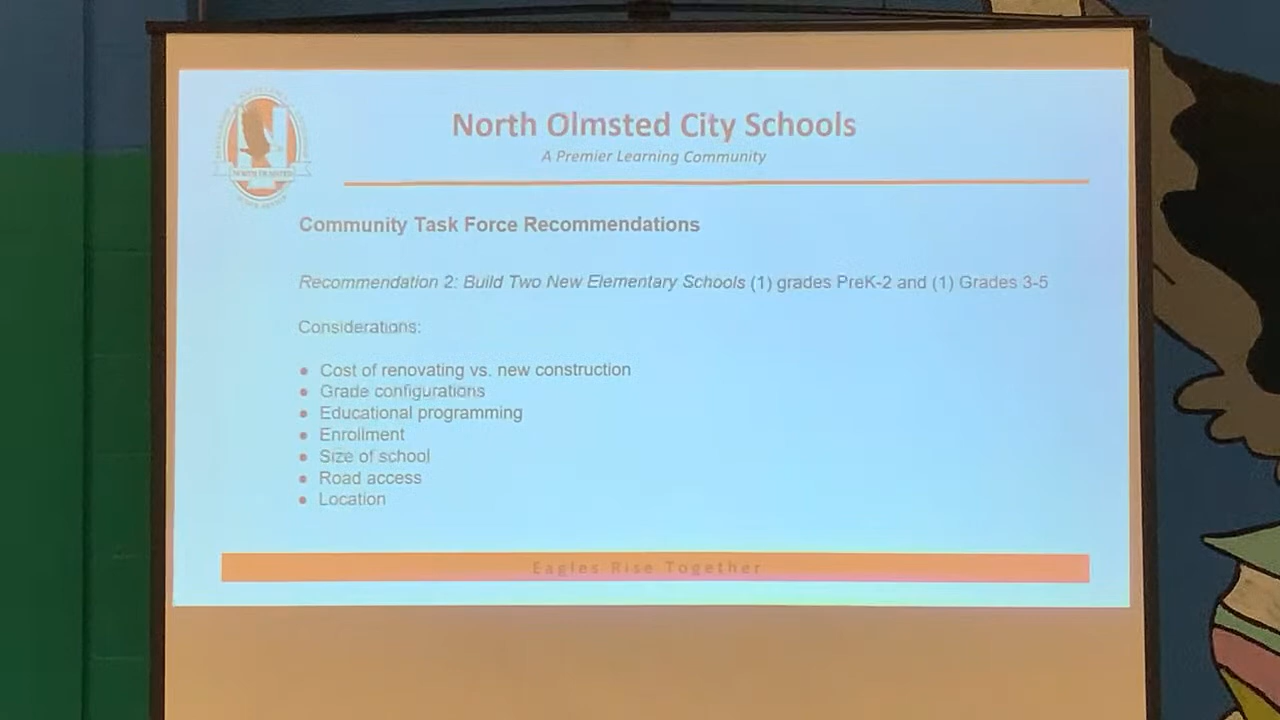 North Olmsted City Schools
A Premier Learning Community
NORTH OLMSTED
Community Task Force Recommendations
Recommendation 2: Build Two New Elementary Schools (1) grades PreK-2 and (1) Grades 3-5
Considerations:
● Cost of renovating vs. new construction
● Grade configurations
● Educational programming
● Enrollment
● Size of school
● Road access
● Location
Eagles Rise Together